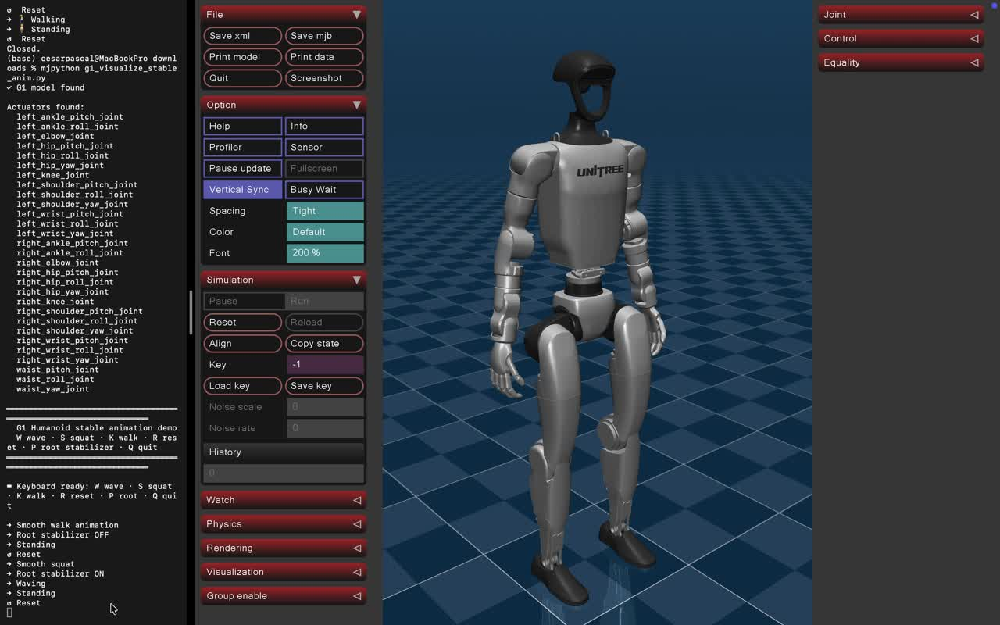 ↺  Reset
→ 🚶 Walking
→ 🧍 Standing
↺  Reset
Closed.
(base) cesarpascal@MacBookPro downl
oads % mjpython g1_visualize_stable
_anim.py
✓ G1 model found
Actuators found:
left_ankle_pitch_joint
left_ankle_roll_joint
left_elbow_joint
left_hip_pitch_joint
left_hip_roll_joint
left_hip_yaw_joint
left_knee_joint
left_shoulder_pitch_joint
left_shoulder_roll_joint
left_shoulder_yaw_joint
left_wrist_pitch_joint
left_wrist_roll_joint
left_wrist_yaw_joint
right_ankle_pitch_joint
right_ankle_roll_joint
right_elbow_joint
right_hip_pitch_joint
right_hip_roll_joint
right_hip_yaw_joint
right_knee_joint
right_shoulder_pitch_joint
right_shoulder_roll_joint
right_shoulder_yaw_joint
right_wrist_pitch_joint
right_wrist_roll_joint
right_wrist_yaw_joint
waist_pitch_joint
waist_roll_joint
waist_yaw_joint
G1 Humanoid stable animation demo
W wave · S squat · K walk · R res
et · P root stabilizer · Q quit
Keyboard ready: W wave · S squat
· K walk · R reset · P root · Q qui
t
→ Smooth walk animation
→ Root stabilizer OFF
→ Standing
↺ Reset
→ Smooth squat
→ Root stabilizer ON
→ Waving
→ Standing
↺ Reset
File
Save xml
Save mjb
Print model
Print data
Quit
Screenshot
Option
Help
Info
Profiler
Sensor
Pause update
Fullscreen
Vertical Sync
Busy Wait
Spacing
Tight
Color
Default
Font
200 %
Simulation
Pause
Run
Reset
Reload
Align
Copy state
Key
-1
Load key
Save key
Noise scale
0
Noise rate
0
History
0
Watch
Physics
Rendering
Visualization
Group enable
UNITREE
Joint
Control
Equality